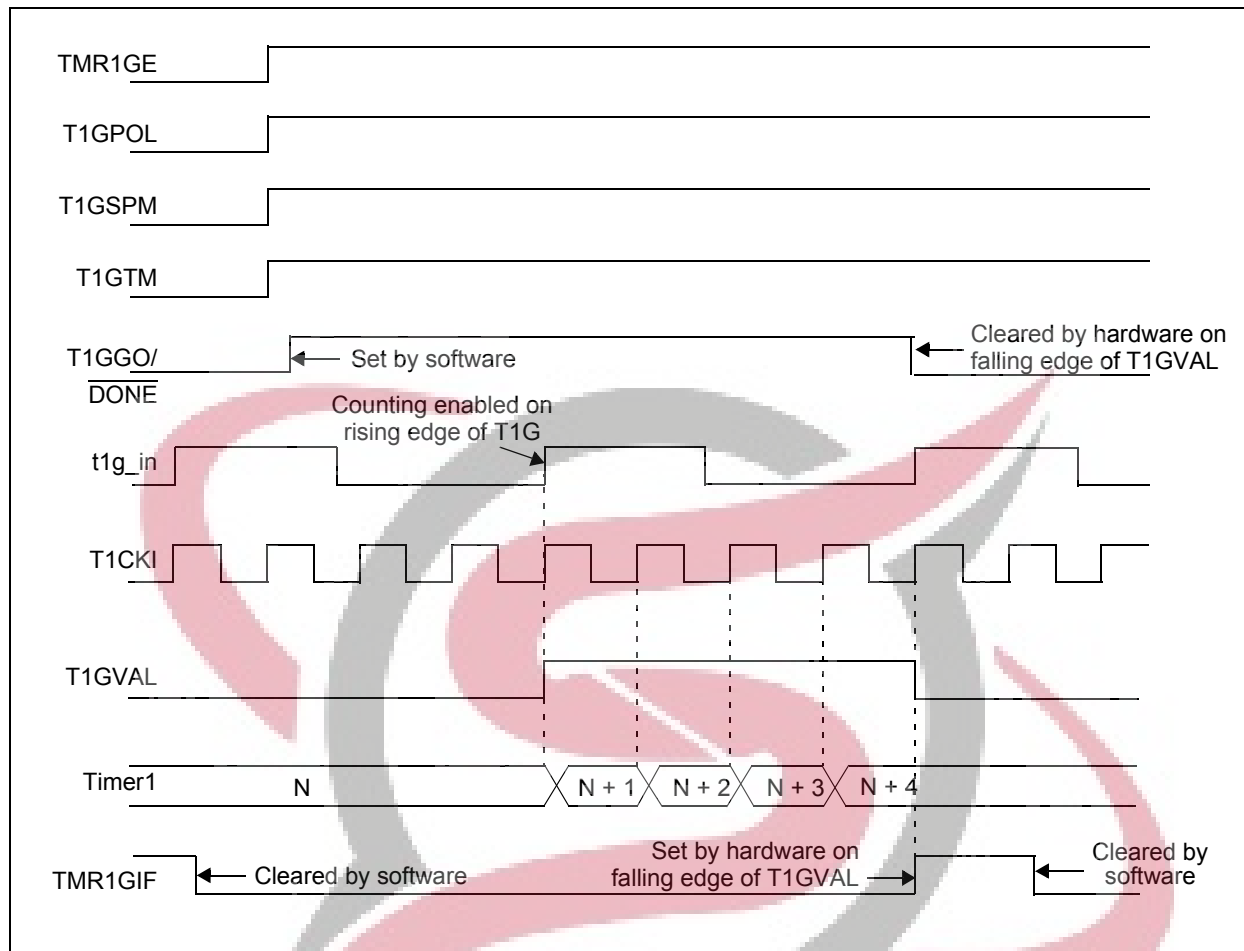 TMR1GE
T1GPOL
T1GSPM
T1GTM
T1GGO/
DONE
Set by software
Cleared by hardware on
falling edge of T1GVAL
Counting enabled on
rising edge of T1G
t1g_in
T1CKI
T1GVAL
Timer1
N
N + 1
N + 2
N + 3
N + 4
TMR1GIF
Cleared by software
Set by hardware on
falling edge of T1GVAL
Cleared by
software